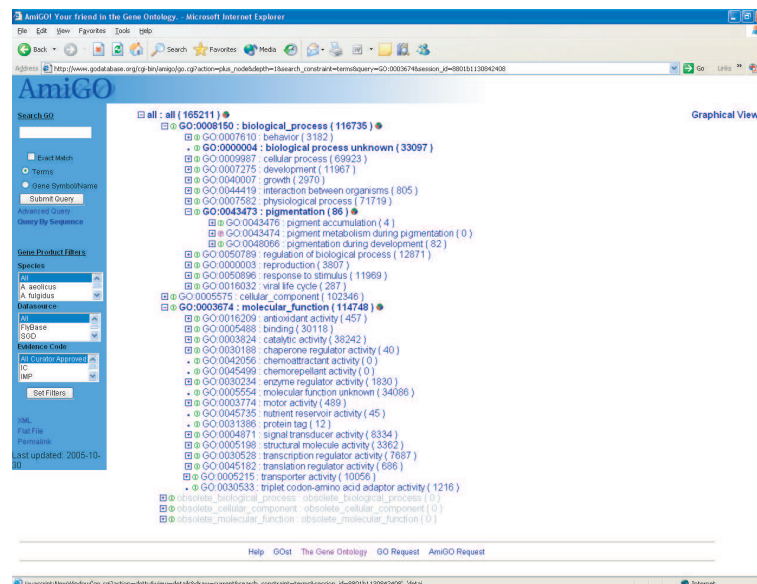 AmiGO! Your friend in the Gene Ontology. - Microsoft Internet Explorer
File Edit View Favorites Tools Help
Back Search Favorites Media
Address http://www.godatabase.org/cgi-bin/amigo/go.cgi?action=plus_node&depth=1&search_constraint=terms&query=GO:0003674&session_id=8801b1130842408 Go Links »
AmiGO
Search GO
Exact Match
Terms
Gene Symbol/Name
Submit Query
Advanced Query
Query By Sequence
Gene Product Filters
Species
All
A. aeolicus
A. fulgidus
Datasource
All
FlyBase
SGD
Evidence Code
All Curator Approved
IC
IMP
Set Filters
XML
Flat File
Permalink
Last updated: 2005-10-
30
Graphical View
all : all ( 165211 )
GO:0008150 : biological_process ( 116735 )
GO:0007610 : behavior ( 3182 )
GO:0000004 : biological process unknown ( 33097 )
GO:0009987 : cellular process ( 69923 )
GO:0007275 : development ( 11967 )
GO:0040007 : growth ( 2970 )
GO:0044419 : interaction between organisms ( 805 )
GO:0007582 : physiological process ( 71719 )
GO:0043473 : pigmentation ( 86 )
GO:0043476 : pigment accumulation ( 4 )
GO:0043474 : pigment metabolism during pigmentation ( 0 )
GO:0048066 : pigmentation during development ( 82 )
GO:0050789 : regulation of biological process ( 12871 )
GO:0000003 : reproduction ( 3807 )
GO:0050896 : response to stimulus ( 11969 )
GO:0016032 : viral life cycle ( 287 )
GO:0005575 : cellular_component ( 102346 )
GO:0003674 : molecular_function ( 114748 )
GO:0016209 : antioxidant activity ( 457 )
GO:0005488 : binding ( 30118 )
GO:0003824 : catalytic activity ( 38242 )
GO:0030188 : chaperone regulator activity ( 40 )
GO:0042056 : chemoattractant activity ( 0 )
GO:0045499 : chemorepellant activity ( 0 )
GO:0030234 : enzyme regulator activity ( 1830 )
GO:0005554 : molecular function unknown ( 34086 )
GO:0003774 : motor activity ( 489 )
GO:0045735 : nutrient reservoir activity ( 45 )
GO:0031386 : protein tag ( 12 )
GO:0004871 : signal transducer activity ( 8334 )
GO:0005198 : structural molecule activity ( 3362 )
GO:0030528 : transcription regulator activity ( 7687 )
GO:0045182 : translation regulator activity ( 686 )
GO:0005215 : transporter activity ( 10056 )
GO:0030533 : triplet codon-amino acid adaptor activity ( 1216 )
obsolete_biological_process : obsolete_biological_process ( 0 )
obsolete_cellular_component : obsolete_cellular_component ( 0 )
obsolete_molecular_function : obsolete_molecular_function ( 0 )
Help GOst The Gene Ontology GO Request AmiGO Request
Internet